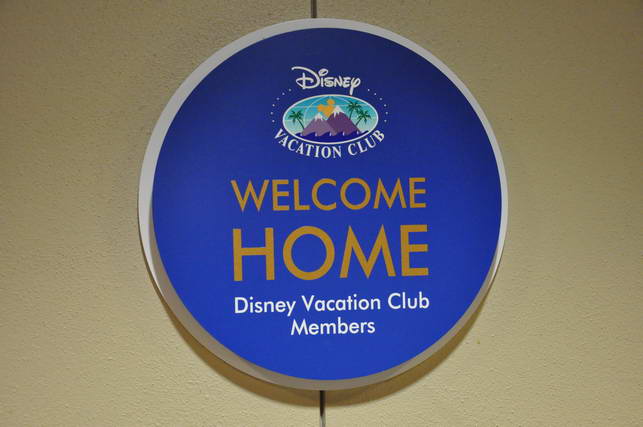 Disney
VACATION CLUB
WELCOME
HOME
Disney Vacation Club
Members